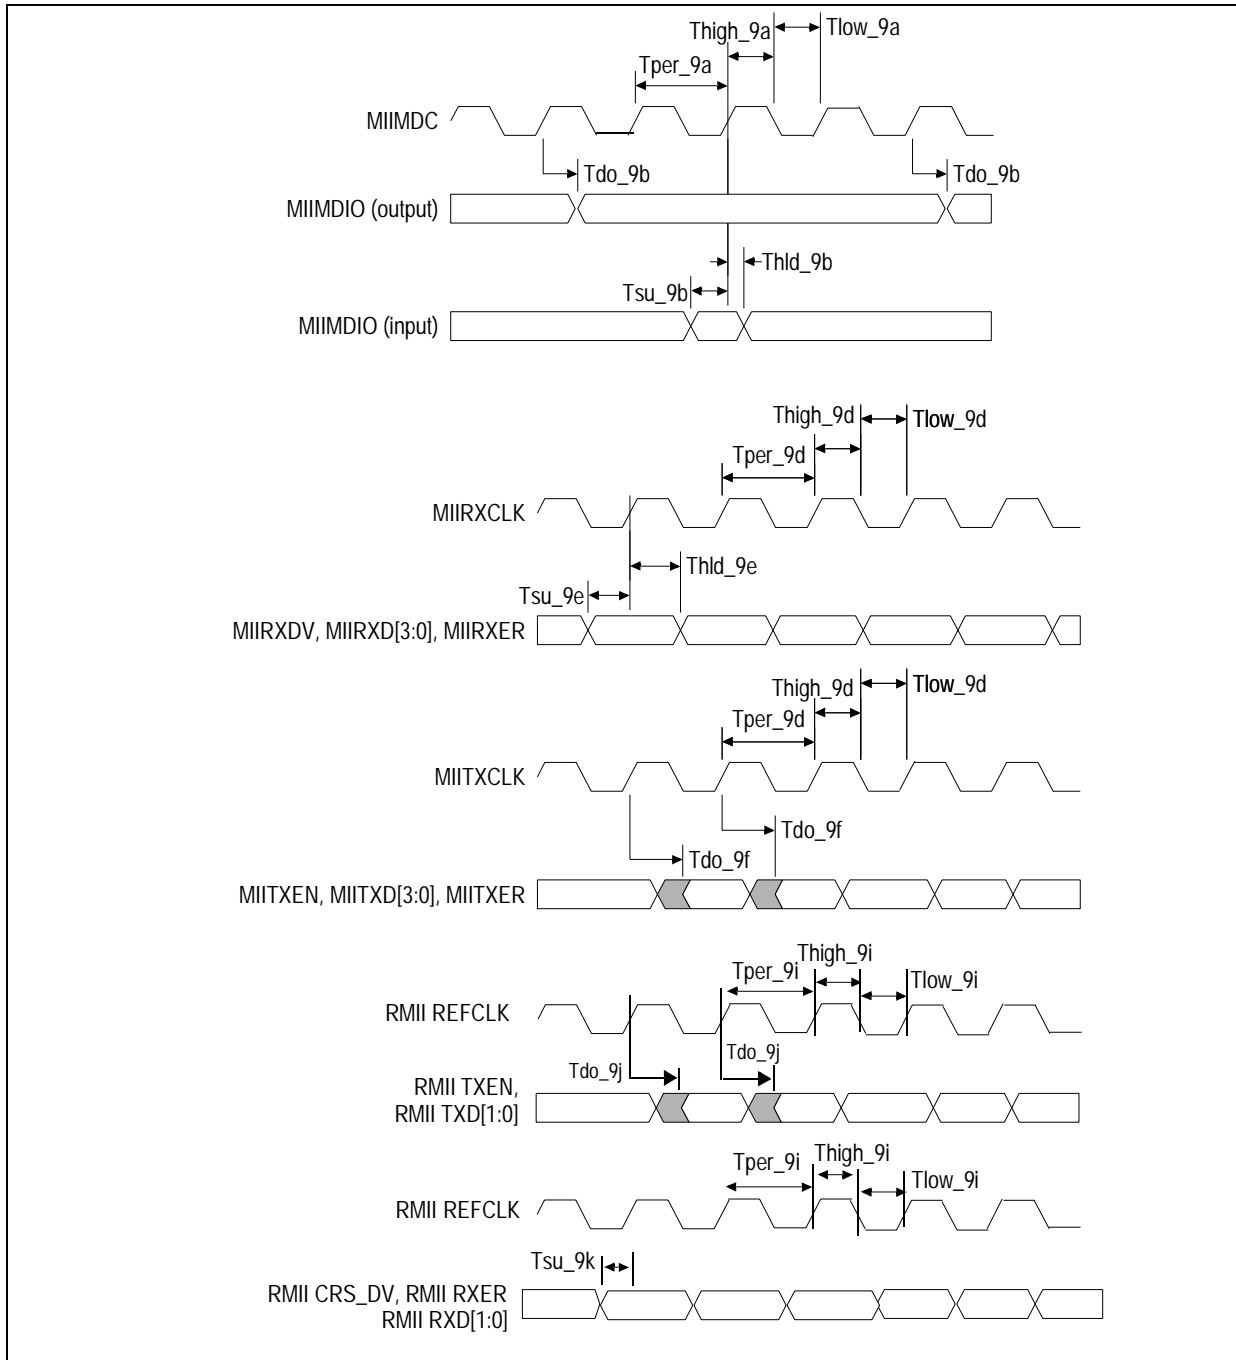 Thigh_9a
Tlow_9a
Tper_9a
MIIMDC
Tdo_9b
Tdo_9b
MIIMDIO (output)
Thld_9b
Tsu_9b
MIIMDIO (input)
Thigh_9d
Tlow_9d
Tper_9d
MIIRXCLK
Thld_9e
Tsu_9e
MIIRXDV, MIIRXD[3:0], MIIRXER
Thigh_9d
Tlow_9d
Tper_9d
MIITXCLK
Tdo_9f
Tdo_9f
MIITXEN, MIITXD[3:0], MIITXER
Thigh_9i
Tper_9i
Tlow_9i
RMII REFCLK
Tdo_9j
Tdo_9j
RMII TXEN,
RMII TXD[1:0]
Thigh_9i
Tper_9i
Tlow_9i
RMII REFCLK
Tsu_9k
RMII CRS_DV, RMII RXER
RMII RXD[1:0]